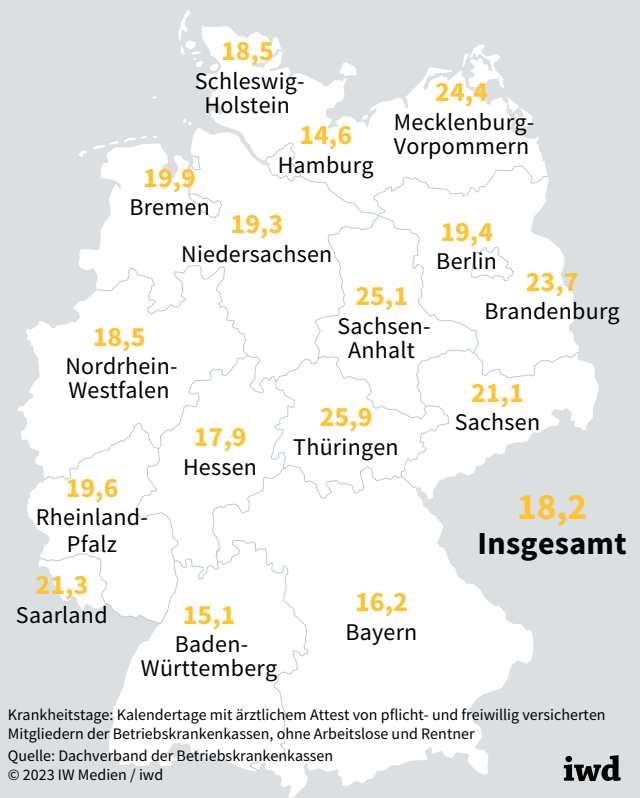 18,5
Schleswig-
Holstein
24,4
Mecklenburg-
Vorpommern
14,6
Hamburg
19,9
Bremen
19,3
Niedersachsen
19,4
Berlin
23,7
Brandenburg
25,1
Sachsen-
Anhalt
18,5
Nordrhein-
Westfalen
21,1
Sachsen
25,9
Thüringen
17,9
Hessen
19,6
Rheinland-
Pfalz
18,2
Insgesamt
21,3
Saarland
15,1
Baden-
Württemberg
16,2
Bayern
Krankheitstage: Kalendertage mit ärztlichem Attest von pflicht- und freiwillig versicherten
Mitgliedern der Betriebskrankenkassen, ohne Arbeitslose und Rentner
Quelle: Dachverband der Betriebskrankenkassen
© 2023 IW Medien / iwd
iwd